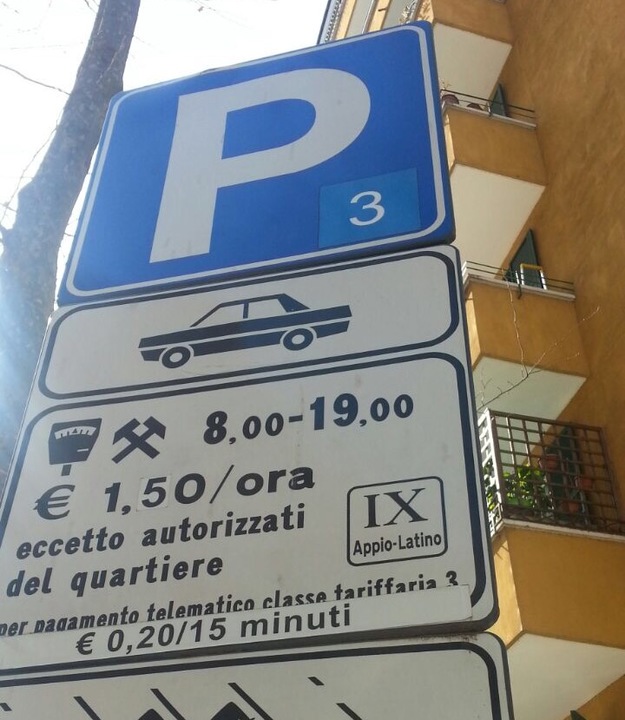 P
3
8,00-19,00
€ 1,50/ora
eccetto autorizzati
del quartiere
IX
Appio-Latino
per pagamento telematico classe tariffaria 3
€ 0,20/15 minuti